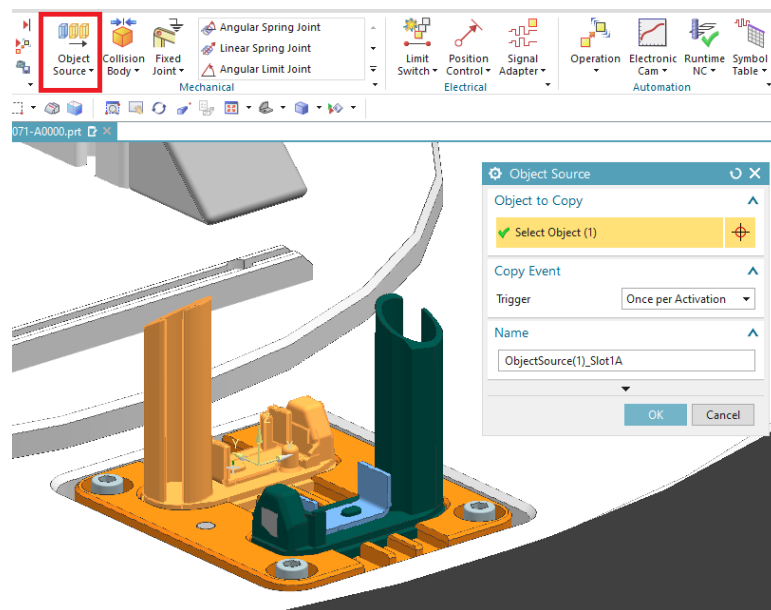 Object Source
Collision Body
Fixed Joint
Angular Spring Joint
Linear Spring Joint
Angular Limit Joint
Limit Switch
Position Control
Signal Adapter
Operation
Electronic Cam
Runtime NC
Symbol Table
Mechanical
Electrical
Automation
071-A0000.prt
Object Source
Object to Copy
Select Object (1)
Copy Event
Trigger
Once per Activation
Name
ObjectSource(1)_Slot1A
OK
Cancel
Y